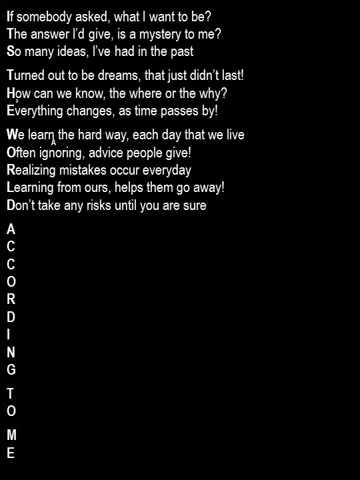 If somebody asked, what I want to be?
The answer I'd give, is a mystery to me?
So many ideas, I've had in the past
Turned out to be dreams, that just didn't last!
How can we know, the where or the why?
s
Everything changes, as time passes by!
We learn the hard way, each day that we live
A
Often ignoring, advice people give!
Realizing mistakes occur everyday
Learning from ours, helps them go away!
Don't take any risks until you are sure
A
C
C
O
R
D
I
N
G
T
O
M
E